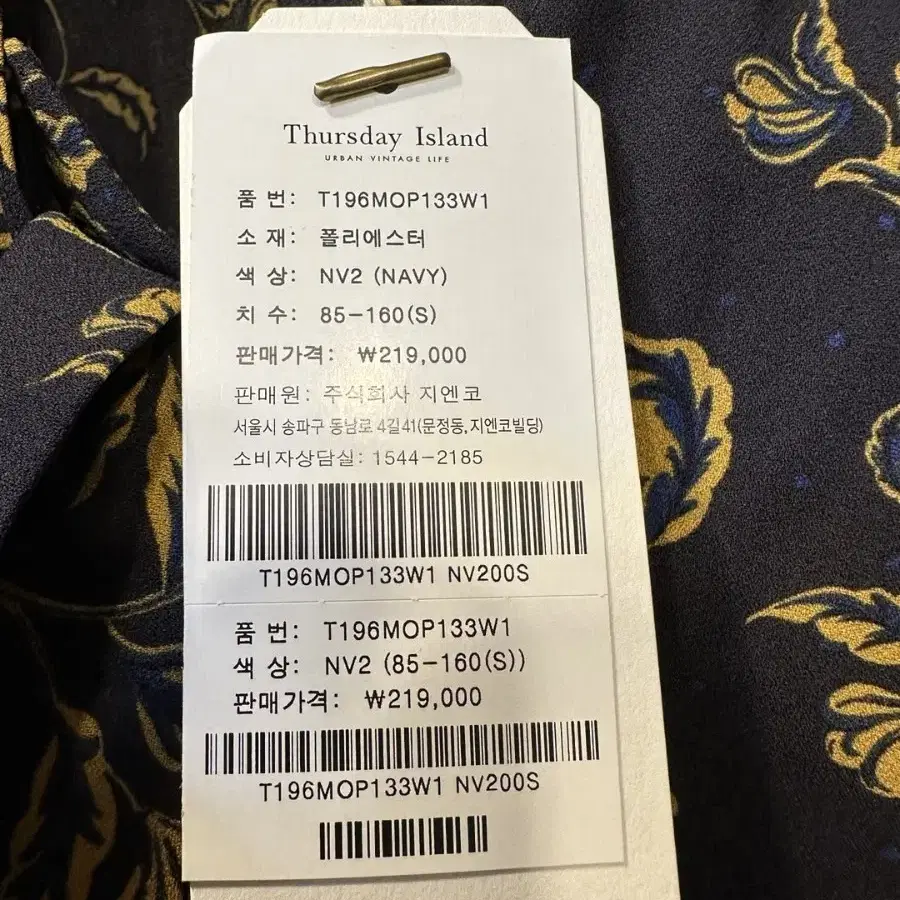 Thursday Island
URBAN VINTAGE LIFE
품 번: T196MOP133W1
소 재: 폴리에스터
색 상: NV2 (NAVY)
치 수: 85-160(S)
판매가격: ₩219,000
판매원: 주식회사 지엔코
서울시 송파구 동남로 4길41(문정동,지엔코빌딩)
소비자상담실: 1544-2185
T196MOP133W1 NV200S
품 번: T196MOP133W1
색 상: NV2 (85-160(S))
판매가격: ₩219,000
T196MOP133W1 NV200S